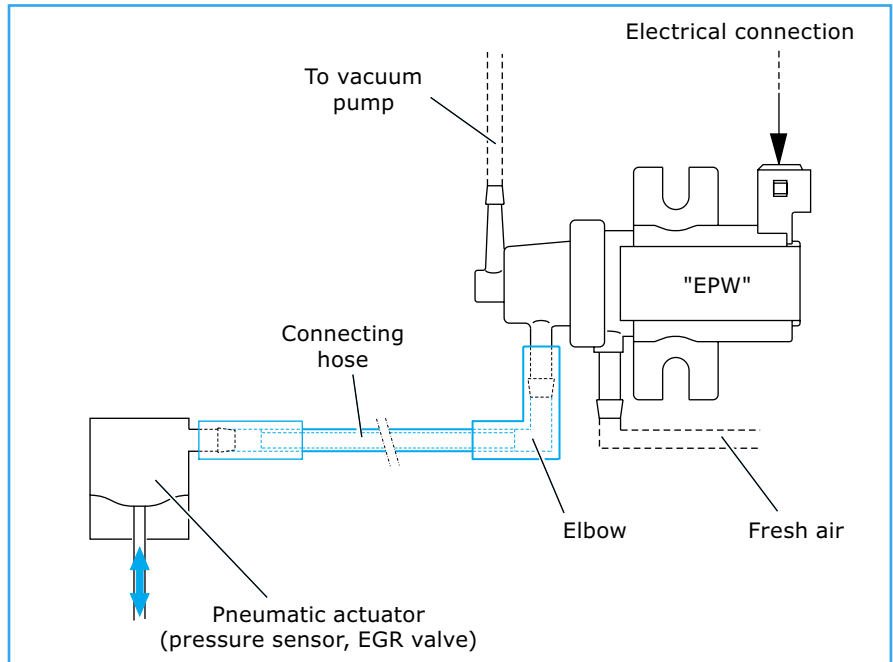 Electrical connection
To vacuum
pump
"EPW"
Connecting
hose
Elbow
Fresh air
Pneumatic actuator
(pressure sensor, EGR valve)